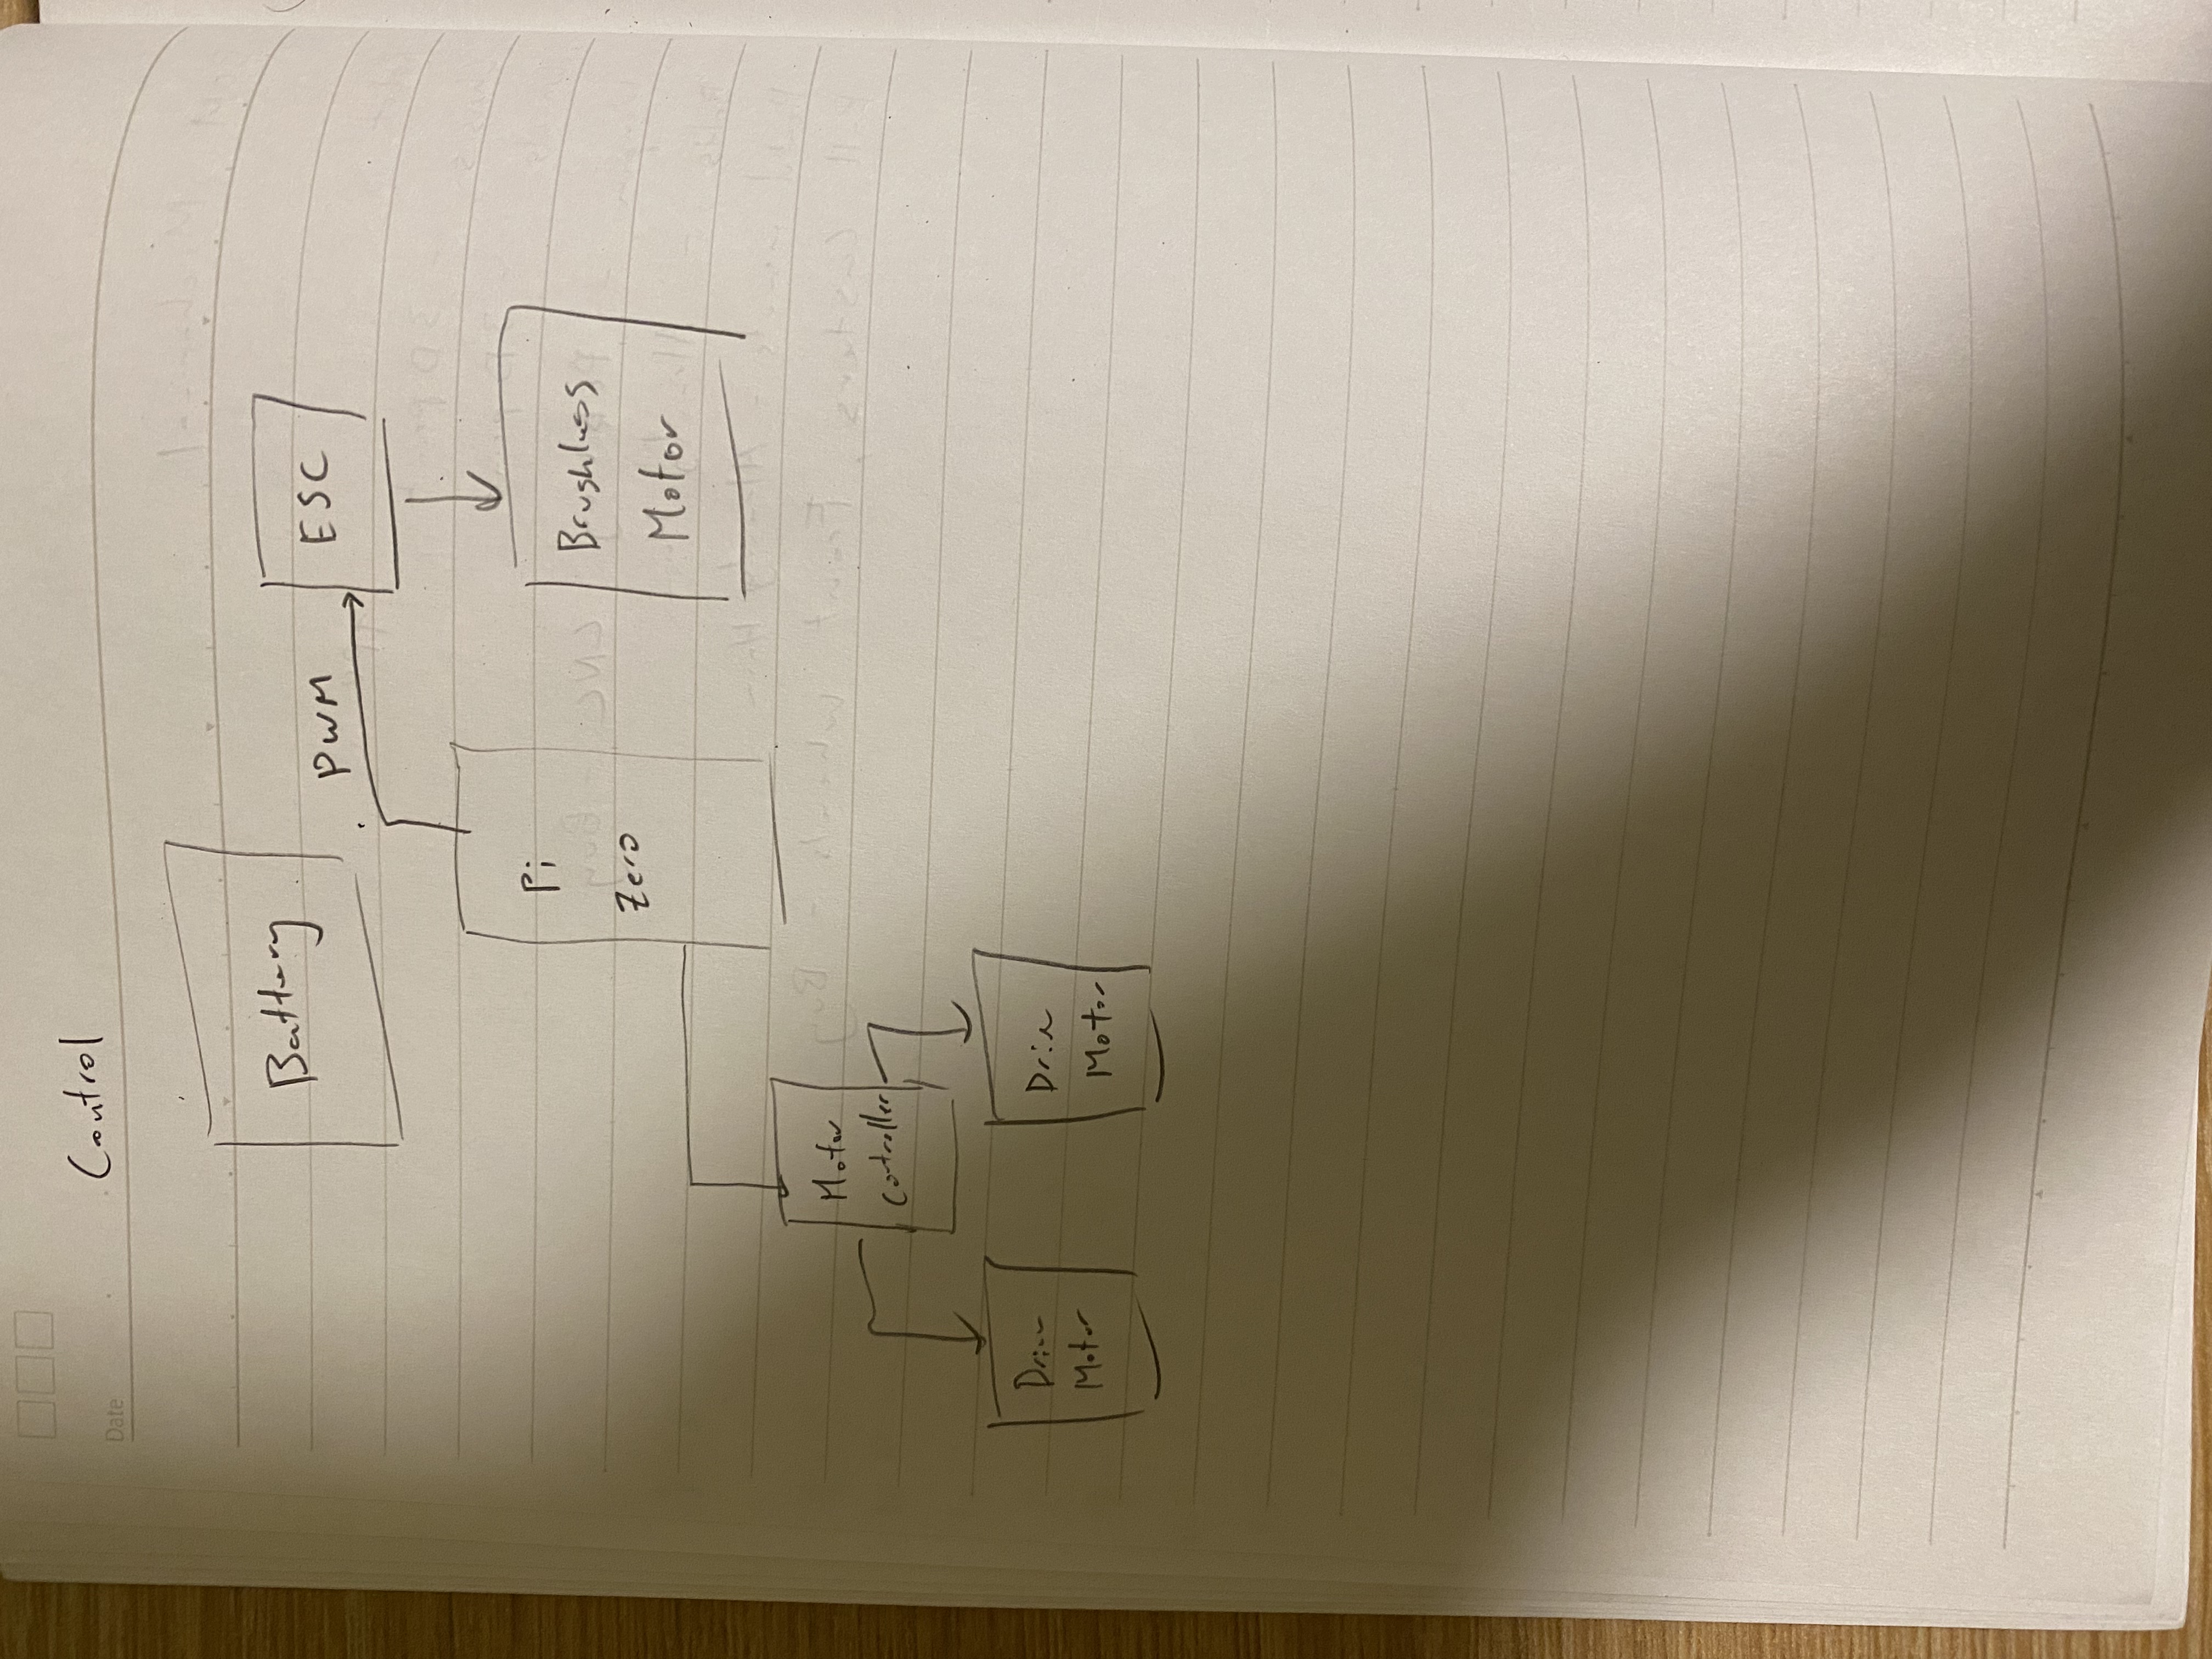 Date
Control
Battery
PWM
ESC
Pi
Zero
Brushless
Motor
Motor
Controller
Drive
Motor
Drive
Motor